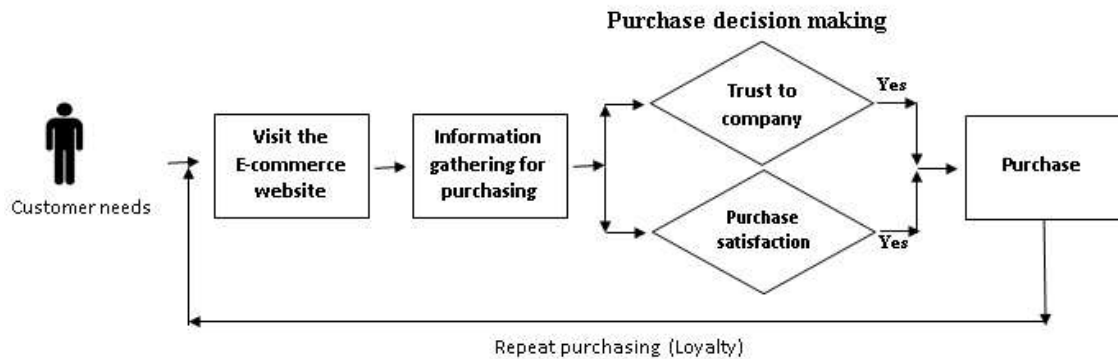 Purchase decision making
Customer needs
Visit the
E-commerce
website
Information
gathering for
purchasing
Trust to
company
Yes
Purchase
satisfaction
Yes
Purchase
Repeat purchasing (Loyalty)